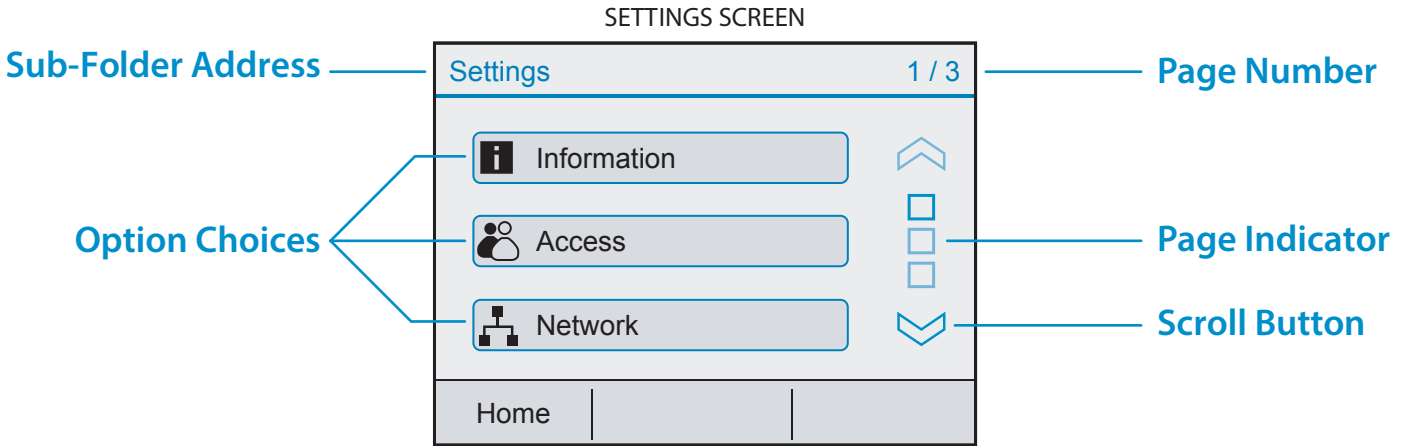 SETTINGS SCREEN
Sub-Folder Address
Settings
1 / 3
Page Number
Information
Option Choices
Access
Page Indicator
Network
Scroll Button
Home